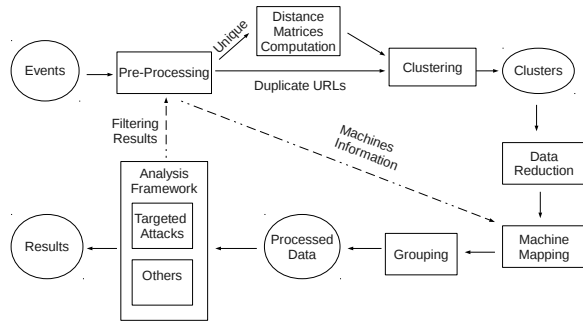 Distance
Matrices
Computation
Unique
Events
Pre-Processing
Clustering
Clusters
Duplicate URLs
Filtering
Results
Machines
Information
Data
Reduction
Analysis
Framework
Targeted
Attacks
Others
Results
Processed
Data
Grouping
Machine
Mapping